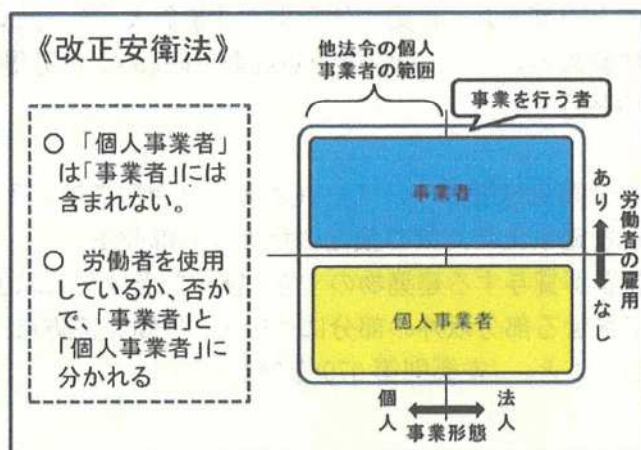 《改正安衛法》
○ 「個人事業者」
は「事業者」には
含まれない。
○ 労働者を使用
しているか、否か
で、「事業者」と
「個人事業者」に
分かれる
他法令の個人
事業者の範囲
事業を行う者
事業者
個人事業者
あり
なし
労働者の雇用
個人
法人
事業形態